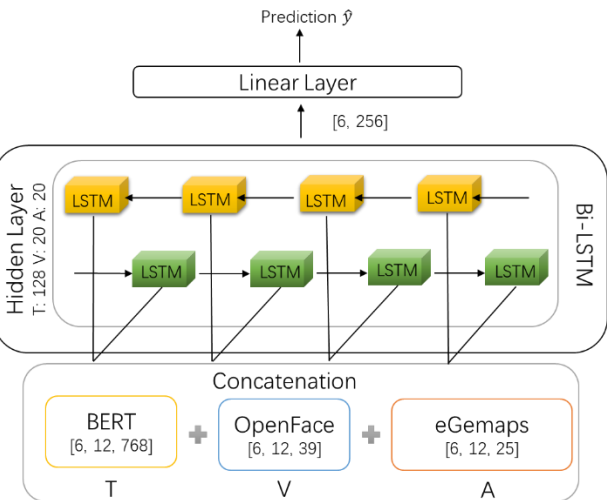 Prediction ŷ
Linear Layer
[6, 256]
Hidden Layer
T: 128 V: 20 A: 20
LSTM LSTM LSTM LSTM
LSTM LSTM LSTM LSTM
Bi-LSTM
Concatenation
BERT
[6, 12, 768]
+
OpenFace
[6, 12, 39]
+
eGemaps
[6, 12, 25]
T V A